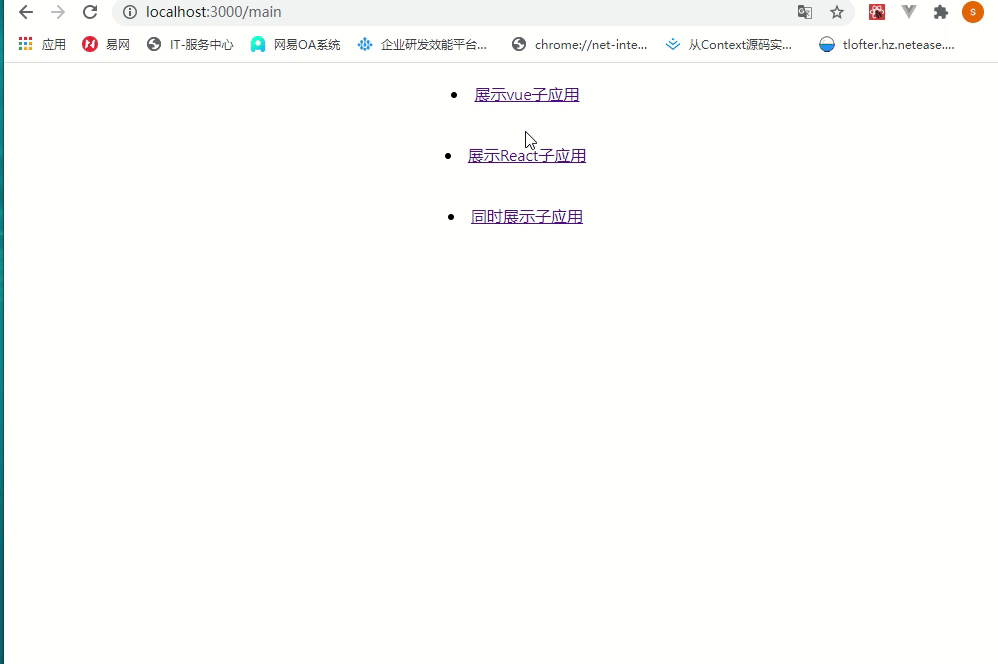 localhost:3000/main
应用 易网 IT-服务中心 网易OA系统 企业研发效能平台... chrome://net-inte... 从Context源码实... tlofter.hz.netease....
展示vue子应用
展示React子应用
同时展示子应用